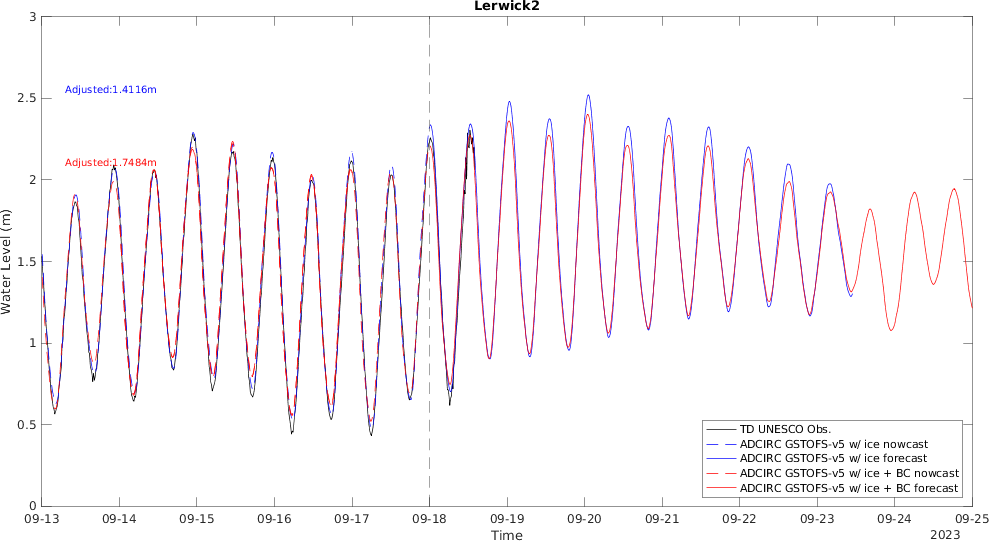 Lerwick2
3
2.5
2
1.5
1
0.5
0
Water Level (m)
Adjusted:1.4116m
Adjusted:1.7484m
TD UNESCO Obs.
ADCIRC GSTOFS-v5 w/ ice nowcast
ADCIRC GSTOFS-v5 w/ ice forecast
ADCIRC GSTOFS-v5 w/ ice + BC nowcast
ADCIRC GSTOFS-v5 w/ ice + BC forecast
09-13 09-14 09-15 09-16 09-17 09-18 09-19 09-20 09-21 09-22 09-23 09-24 09-25
Time
2023